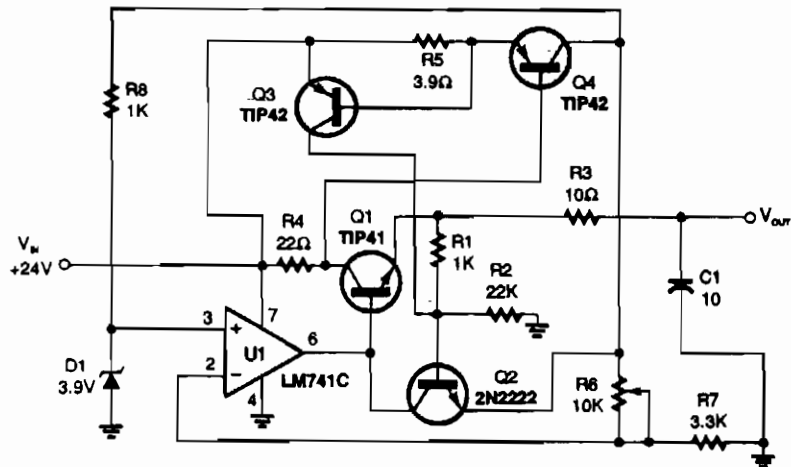 R5
3.9Ω
Q4
TIP42
R8
1K
Q3
TIP42
R3
10Ω
R4
22Ω
Q1
TIP41
V_IN
+24V
V_OUT
R1
1K
R2
22K
C1
10
3
+
7
6
U1
2
−
4
LM741C
D1
3.9V
Q2
2N2222
R6
10K
R7
3.3K